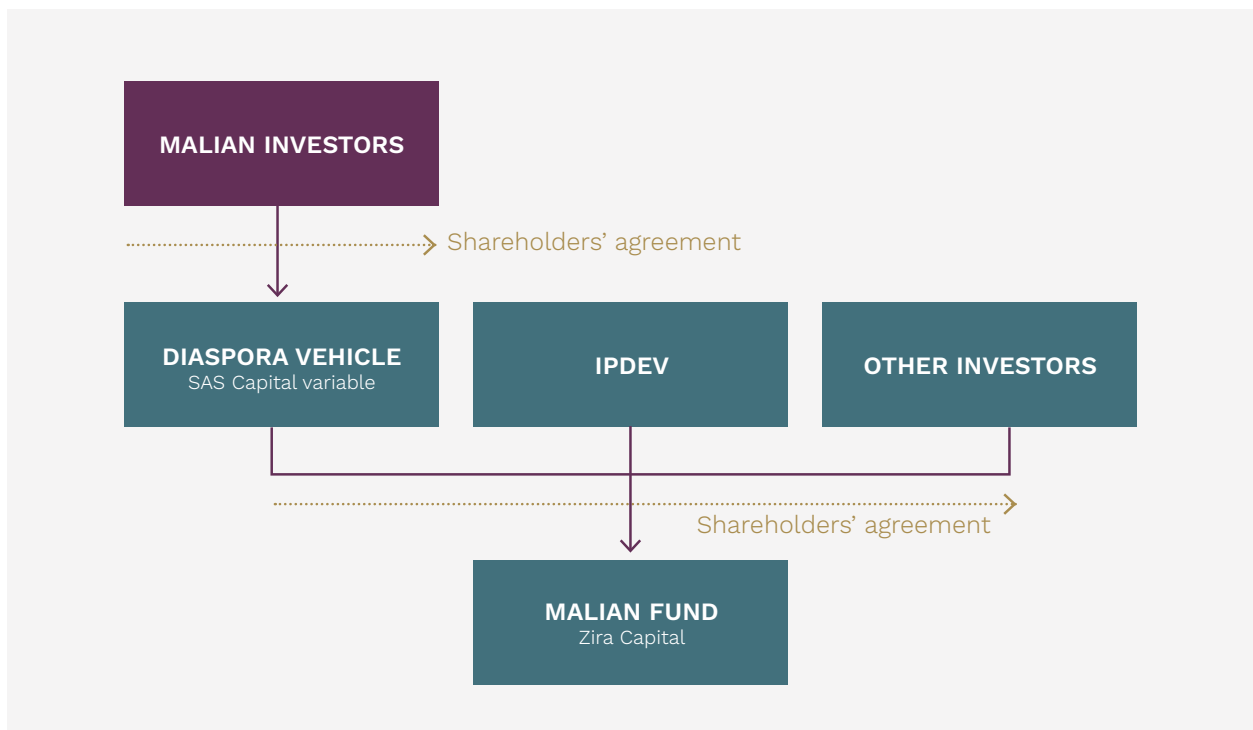 MALIAN INVESTORS
Shareholders’ agreement
DIASPORA VEHICLE
SAS Capital variable
IPDEV
OTHER INVESTORS
Shareholders’ agreement
MALIAN FUND
Zira Capital